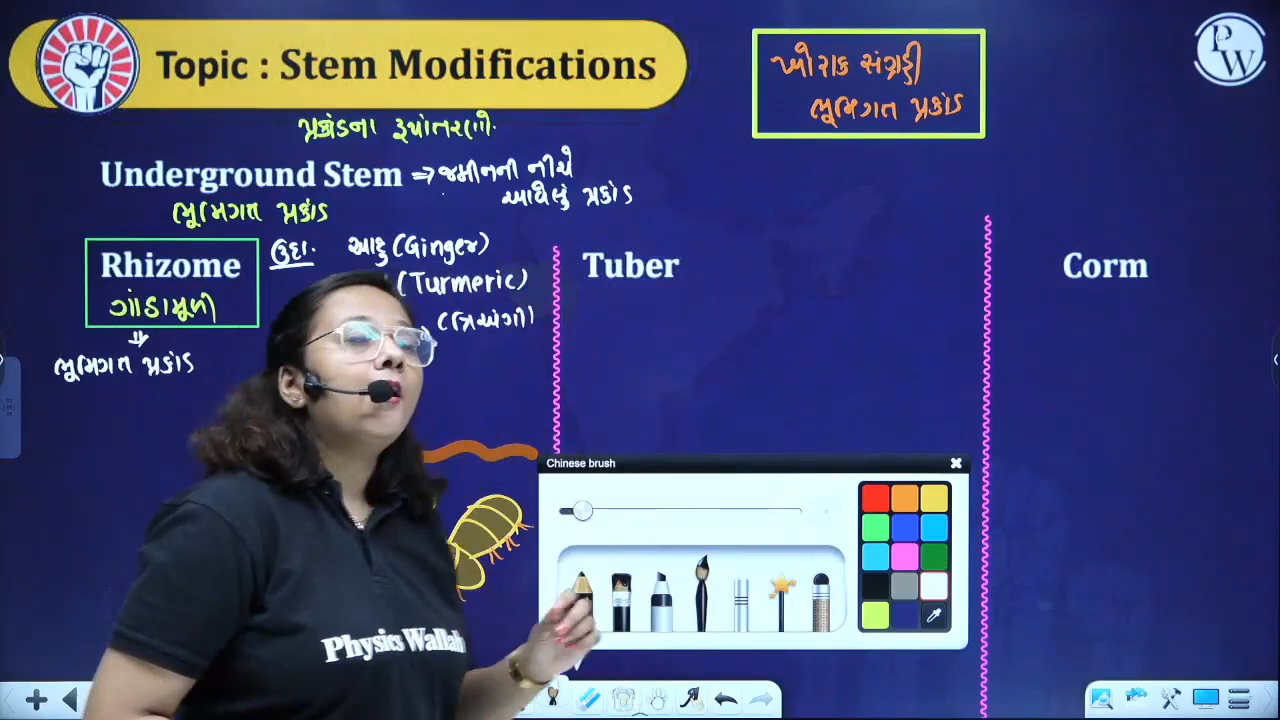 Topic : Stem Modifications
PW
ખોરાક સંગ્રહી
ભૂમિગત પ્રકાંડ
પ્રકાંડના રૂપાંતરણો.
Underground Stem ⇒ જમીનની નીચે
આવેલું પ્રકાંડ
ભૂમિગત પ્રકાંડ
Rhizome
ગાંઠામૂળી
ભૂમિગત પ્રકાંડ
ઉદા. આદુ (Ginger)
(Turmeric)
Tuber
Corm
Chinese brush
Physics Wallah